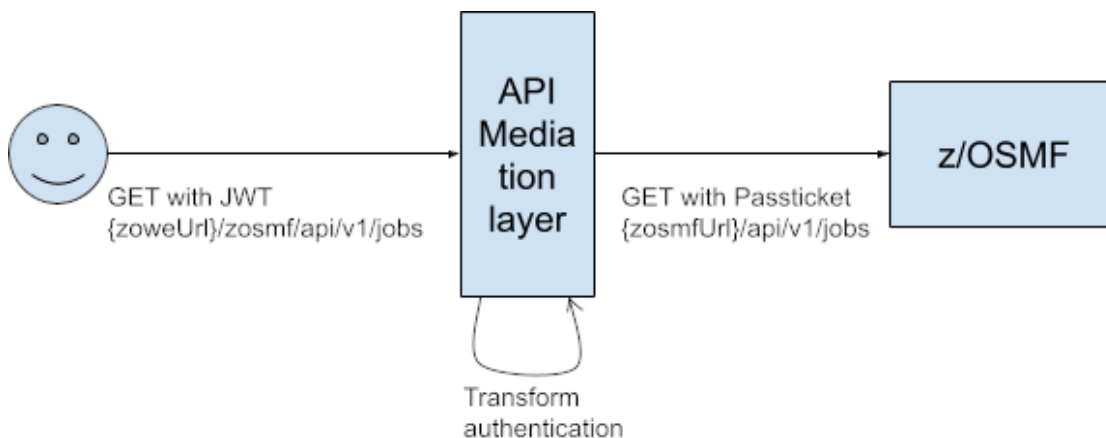 API
Media
tion
layer
z/OSMF
GET with JWT
{zoweUrl}/zosmf/api/v1/jobs
GET with Passticket
{zosmfUrl}/api/v1/jobs
Transform
authentication